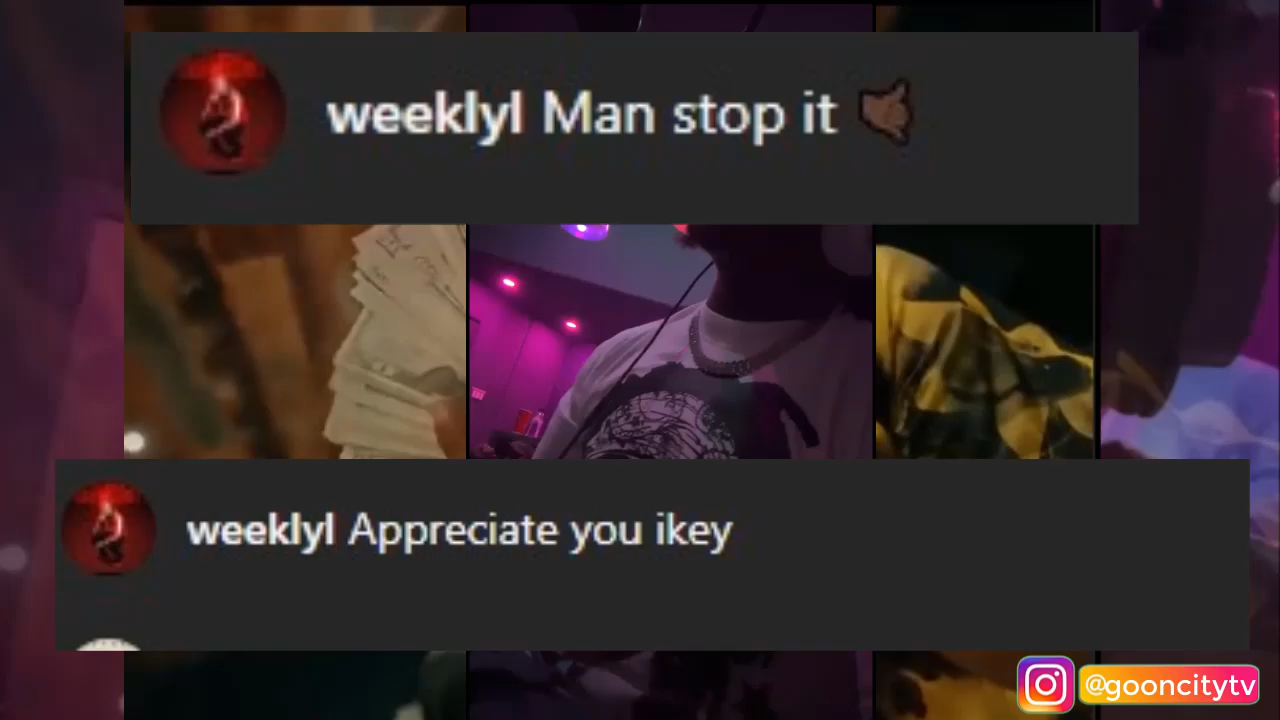 weeklyl Man stop it 🤙🏾
weeklyl Appreciate you ikey
@gooncitytv